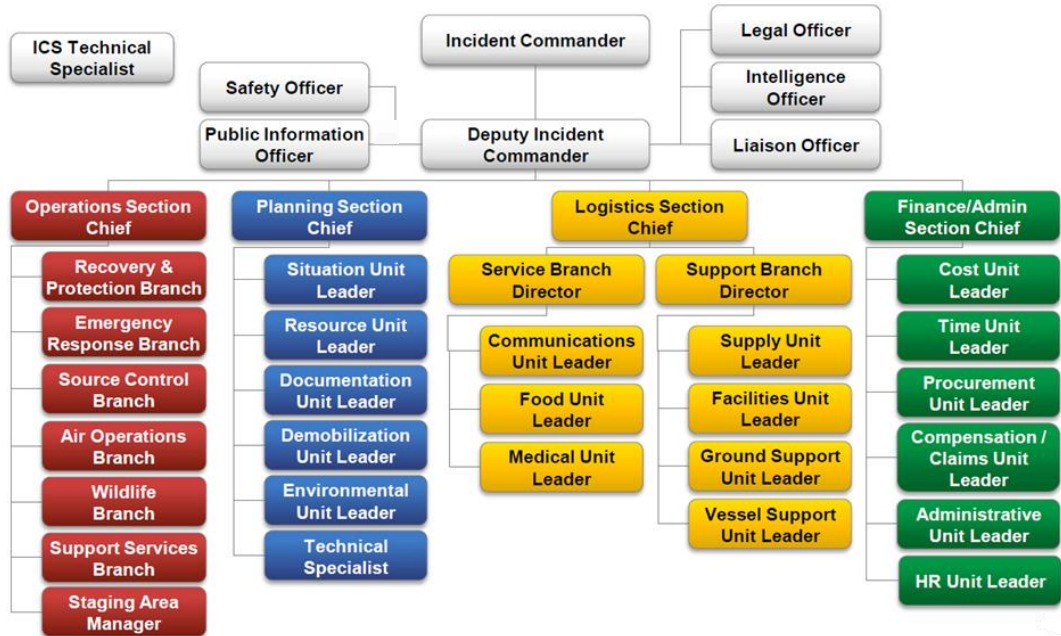 ICS Technical
Specialist
Incident Commander
Legal Officer
Safety Officer
Intelligence
Officer
Public Information
Officer
Deputy Incident
Commander
Liaison Officer
Operations Section
Chief
Planning Section
Chief
Logistics Section
Chief
Finance/Admin
Section Chief
Recovery &
Protection Branch
Emergency
Response Branch
Source Control
Branch
Air Operations
Branch
Wildlife
Branch
Support Services
Branch
Staging Area
Manager
Situation Unit
Leader
Resource Unit
Leader
Documentation
Unit Leader
Demobilization
Unit Leader
Environmental
Unit Leader
Technical
Specialist
Service Branch
Director
Communications
Unit Leader
Food Unit
Leader
Medical Unit
Leader
Support Branch
Director
Supply Unit
Leader
Facilities Unit
Leader
Ground Support
Unit Leader
Vessel Support
Unit Leader
Cost Unit
Leader
Time Unit
Leader
Procurement
Unit Leader
Compensation /
Claims Unit
Leader
Administrative
Unit Leader
HR Unit Leader